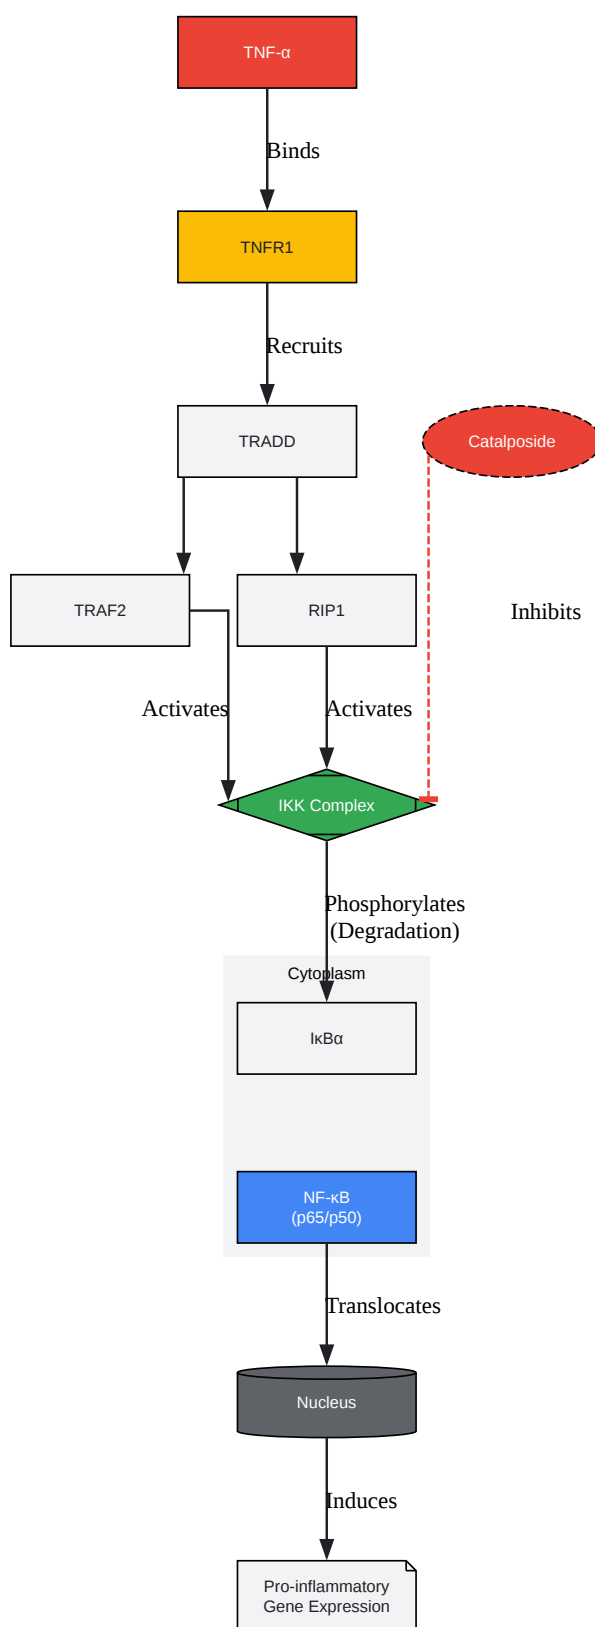 TNF-α
Binds
TNFR1
Recruits
TRADD
Catalposide
TRAF2
RIP1
Inhibits
Activates
Activates
IKK Complex
Phosphorylates
(Degradation)
Cytoplasm
IκBα
NF-κB
(p65/p50)
Translocates
Nucleus
Induces
Pro-inflammatory
Gene Expression